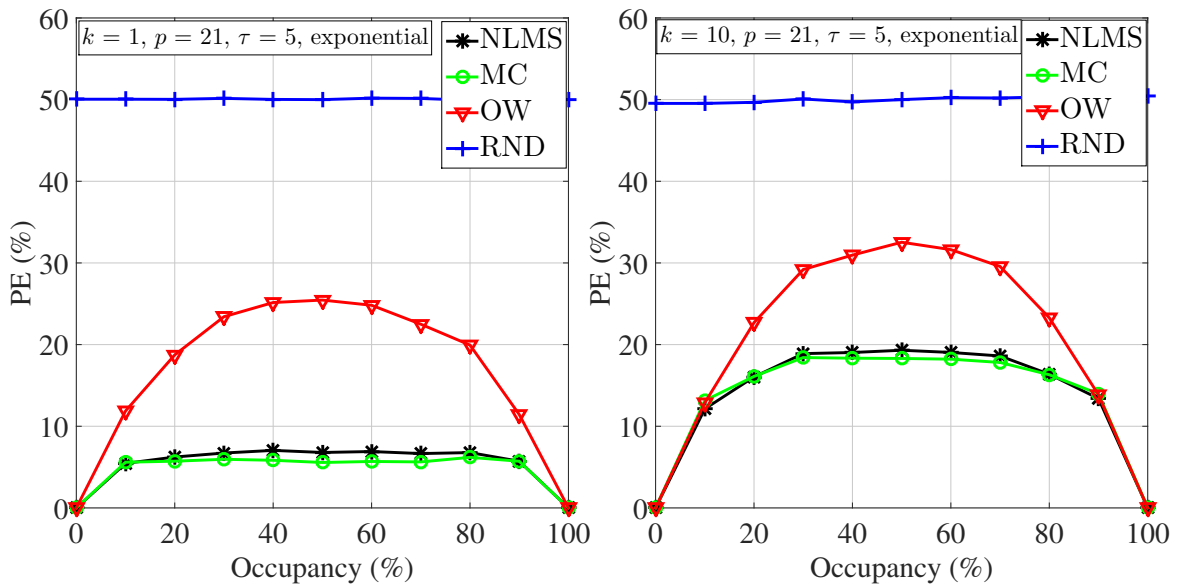 k = 1, p = 21, τ = 5, exponential
NLMS
MC
OW
RND
60
50
40
30
20
10
0
PE (%)
0
20
40
60
80
100
Occupancy (%)
k = 10, p = 21, τ = 5, exponential
NLMS
MC
OW
RND
60
50
40
30
20
10
0
PE (%)
0
20
40
60
80
100
Occupancy (%)